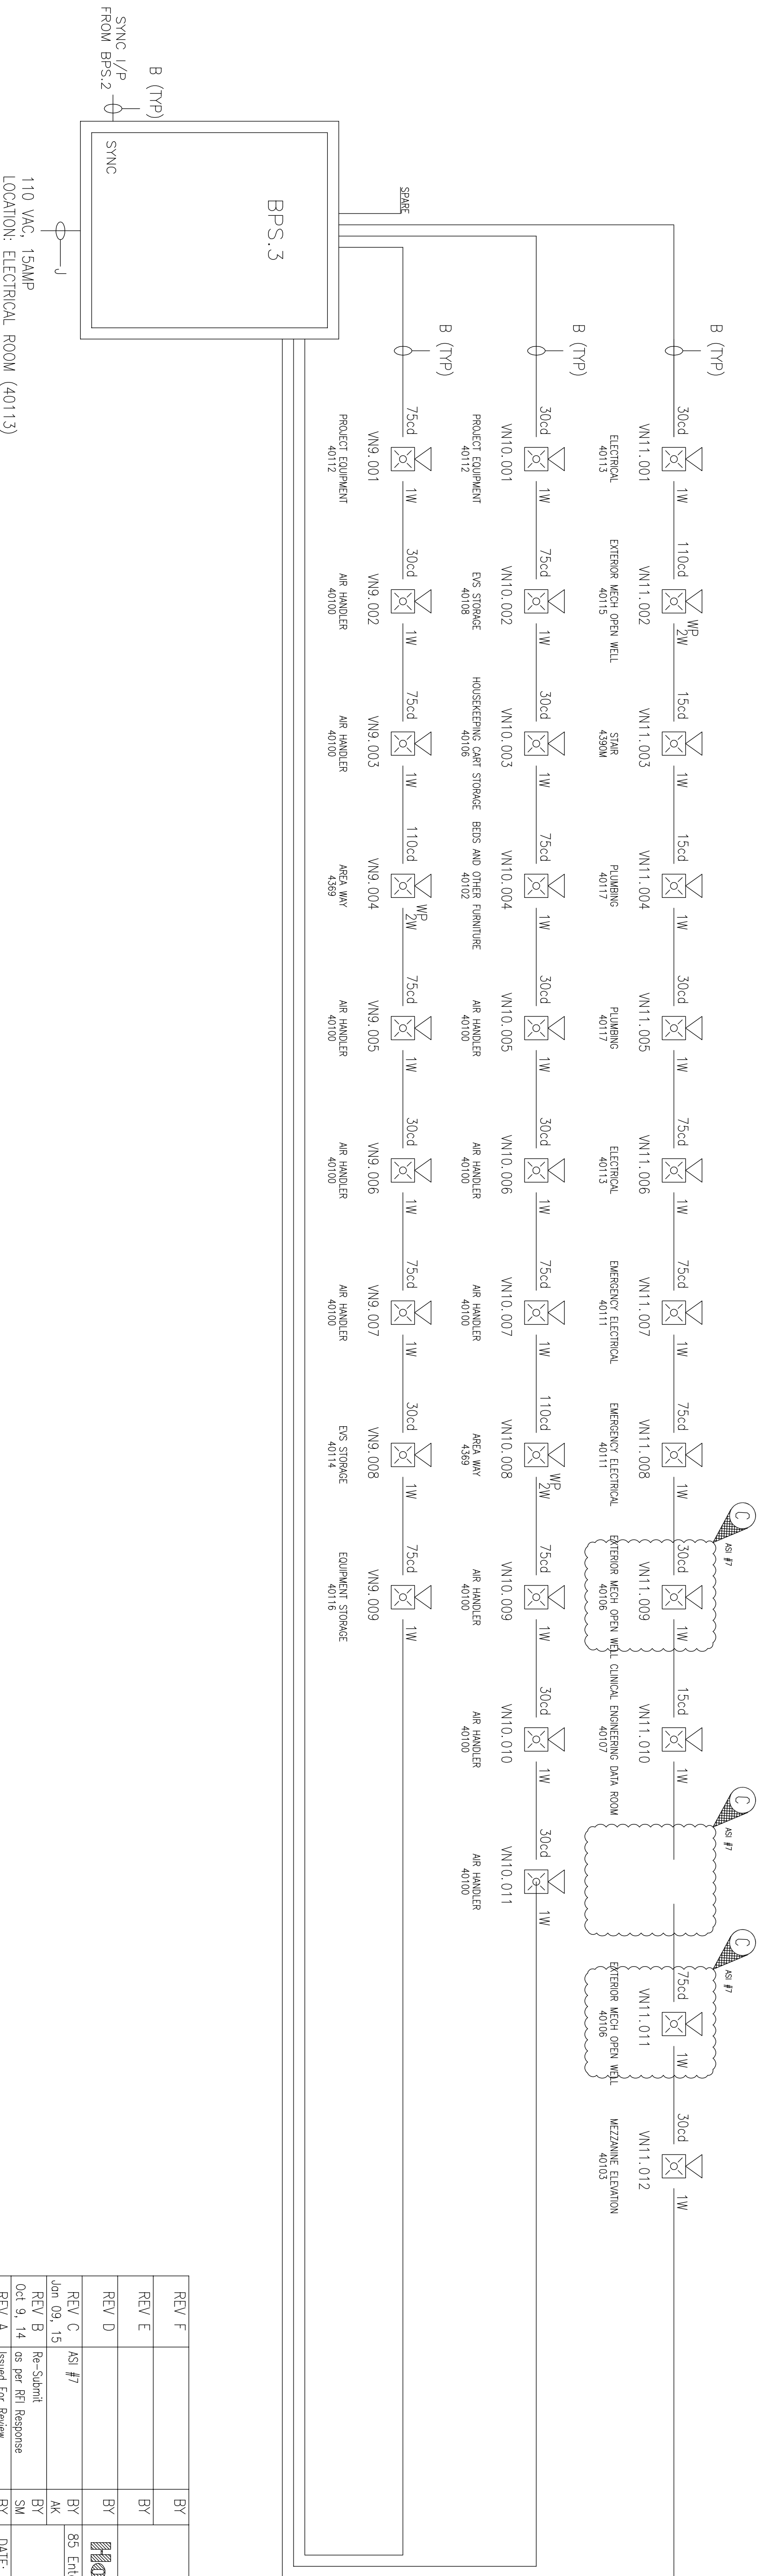 B (TYP)
SYNC I/P
FROM BPS.2
SYNC
BPS.3
SPARE
110 VAC, 15AMP
LOCATION: ELECTRICAL ROOM (40113)
J
B (TYP)
30cd
1W
VN11.001
ELECTRICAL
40113
110cd
WP
2W
VN11.002
EXTERIOR MECH OPEN WELL
40115
15cd
1W
VN11.003
STAIR
4390M
15cd
1W
VN11.004
PLUMBING
40117
30cd
1W
VN11.005
PLUMBING
40117
75cd
1W
VN11.006
ELECTRICAL
40113
75cd
1W
VN11.007
EMERGENCY ELECTRICAL
40111
75cd
1W
VN11.008
EMERGENCY ELECTRICAL
40111
C
ASI #7
30cd
1W
VN11.009
EXTERIOR MECH OPEN WELL
40106
15cd
1W
VN11.010
CLINICAL ENGINEERING DATA ROOM
40107
C
ASI #7
C
ASI #7
75cd
1W
VN11.011
EXTERIOR MECH OPEN WELL
40106
30cd
1W
VN11.012
MEZZANINE ELEVATION
40103
B (TYP)
30cd
1W
VN10.001
PROJECT EQUIPMENT
40112
75cd
1W
VN10.002
EVS STORAGE
40108
30cd
1W
VN10.003
HOUSEKEEPING CART STORAGE
40106
75cd
1W
VN10.004
BEDS AND OTHER FURNITURE
40102
30cd
1W
VN10.005
AIR HANDLER
40100
30cd
1W
VN10.006
AIR HANDLER
40100
75cd
1W
VN10.007
AIR HANDLER
40100
110cd
WP
2W
VN10.008
AREA WAY
4369
75cd
1W
VN10.009
AIR HANDLER
40100
30cd
1W
VN10.010
AIR HANDLER
40100
30cd
1W
VN10.011
AIR HANDLER
40100
B (TYP)
75cd
1W
VN9.001
PROJECT EQUIPMENT
40112
30cd
1W
VN9.002
AIR HANDLER
40100
75cd
1W
VN9.003
AIR HANDLER
40100
110cd
WP
2W
VN9.004
AREA WAY
4369
75cd
1W
VN9.005
AIR HANDLER
40100
30cd
1W
VN9.006
AIR HANDLER
40100
75cd
1W
VN9.007
AIR HANDLER
40100
30cd
1W
VN9.008
EVS STORAGE
40114
75cd
1W
VN9.009
EQUIPMENT STORAGE
40116
REV F BY
REV E BY
REV D BY
REV C ASI #7 BY
Jan 09, 15 AK
REV B Re-Submit BY
Oct 9, 14 as per RFI Response SM
REV A Issued For Review BY
85
DATE: